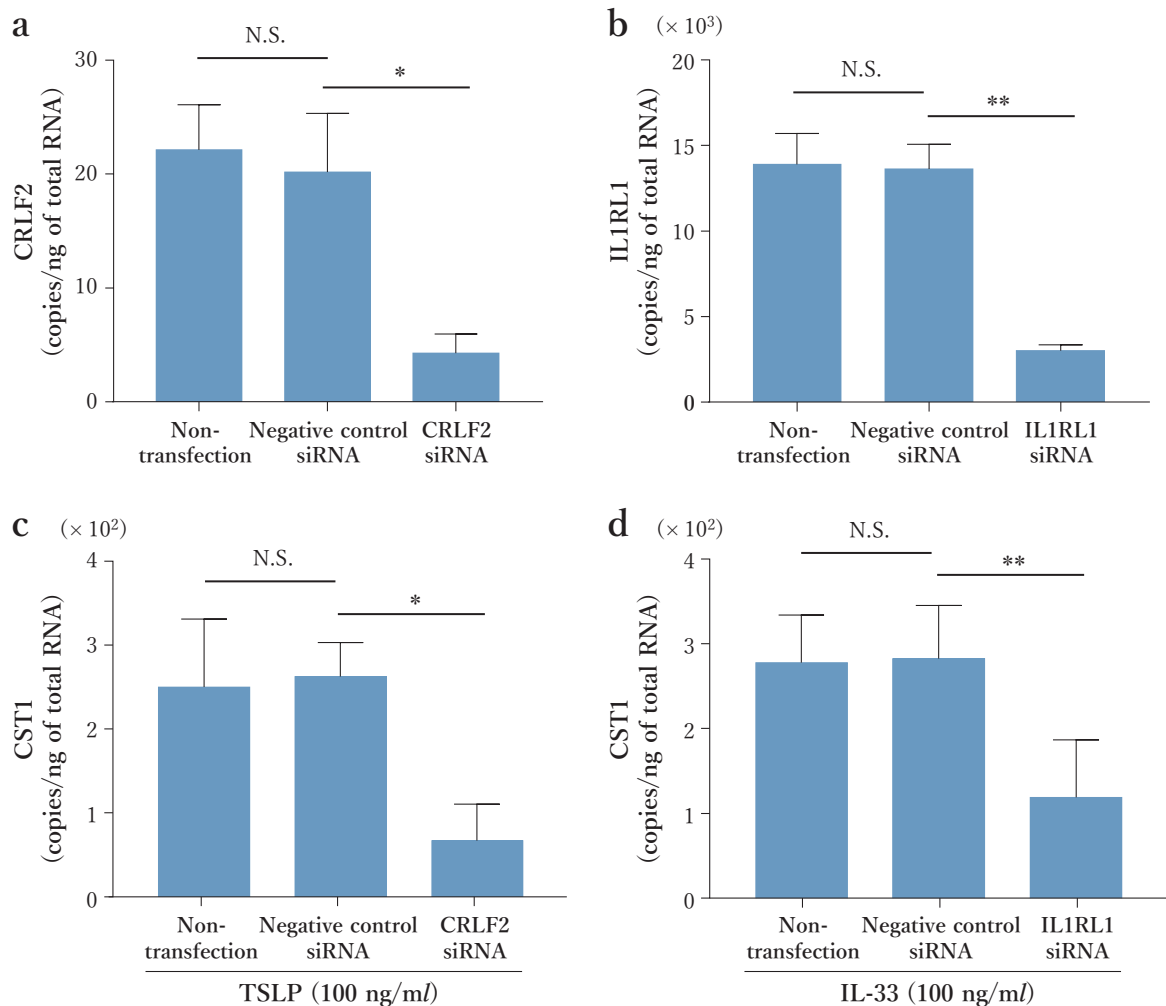 a
N.S.
*
30
20
10
0
CRLF2
(copies/ng of total RNA)
Non-
transfection
Negative control
siRNA
CRLF2
siRNA
b
(× 10³)
N.S.
**
20
15
10
5
0
IL1RL1
(copies/ng of total RNA)
Non-
transfection
Negative control
siRNA
IL1RL1
siRNA
c
(× 10²)
N.S.
*
4
3
2
1
0
CST1
(copies/ng of total RNA)
Non-
transfection
Negative control
siRNA
CRLF2
siRNA
TSLP (100 ng/ml)
d
(× 10²)
N.S.
**
4
3
2
1
0
CST1
(copies/ng of total RNA)
Non-
transfection
Negative control
siRNA
IL1RL1
siRNA
IL-33 (100 ng/ml)